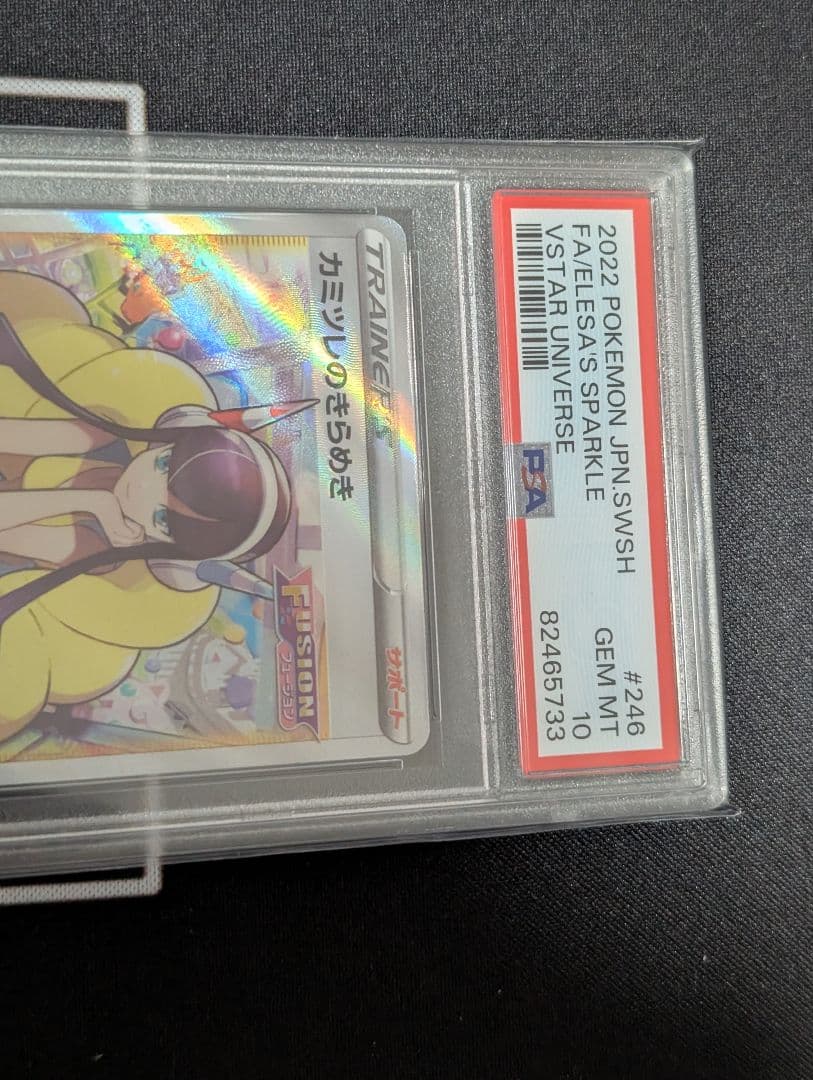 2022 POKEMON JPN.SWSH #246
FA/ELESA'S SPARKLE GEM MT
VSTAR UNIVERSE 10
82465733
PSA
TRAINER'S
サポート
カミツレのきらめき
FUSION
フュージョン